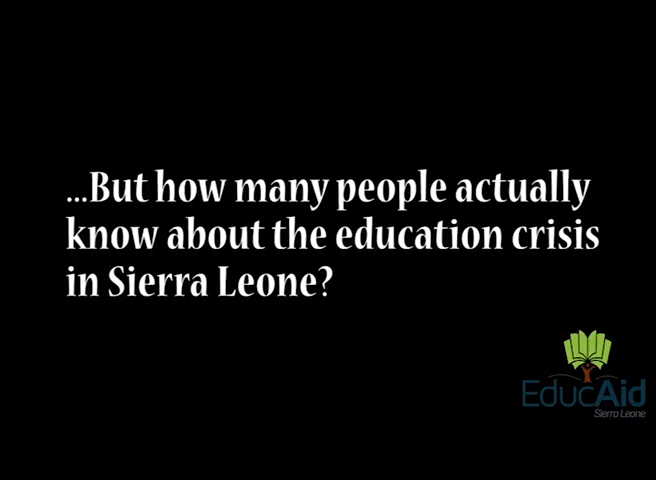 ...But how many people actually
know about the education crisis
in Sierra Leone?
EducAid
Sierra Leone